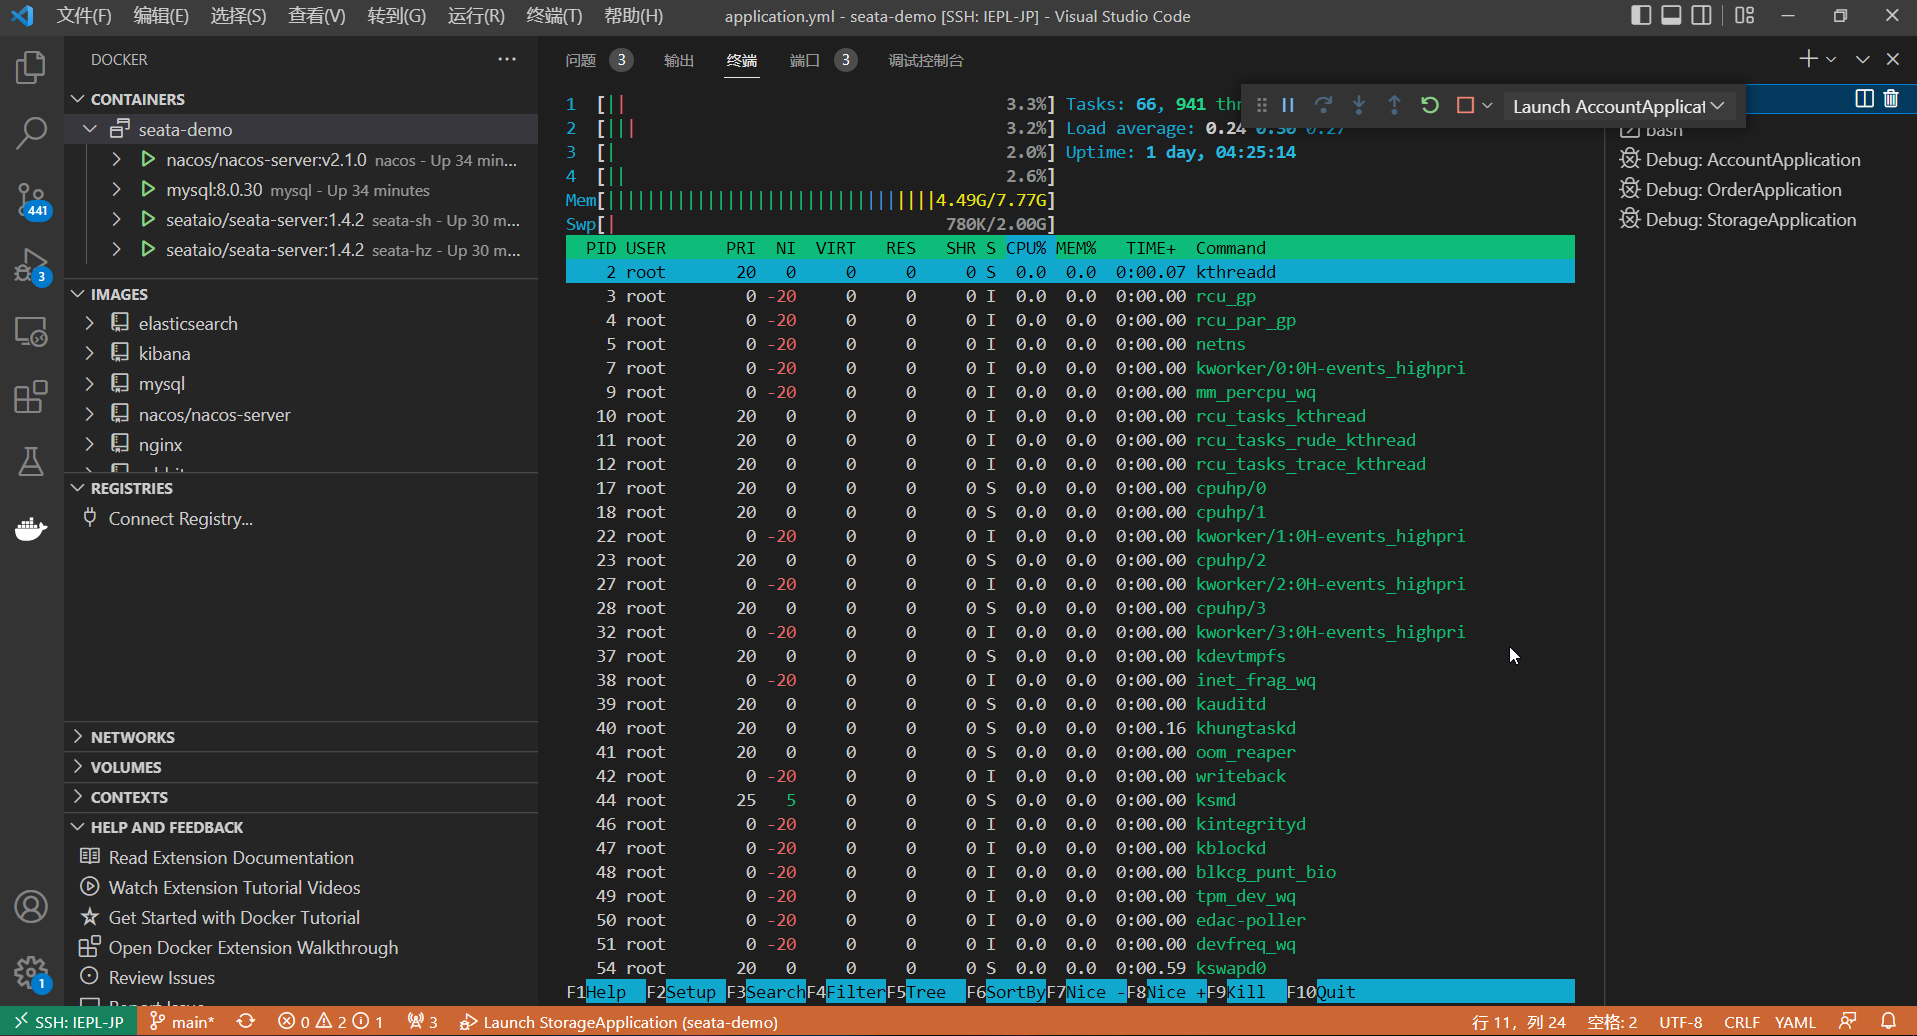 文件(F) 编辑(E) 选择(S) 查看(V) 转到(G) 运行(R) 终端(T) 帮助(H) application.yml - seata-demo [SSH: IEPL-JP] - Visual Studio Code
DOCKER
CONTAINERS
seata-demo
nacos/nacos-server:v2.1.0 nacos - Up 34 min...
mysql:8.0.30 mysql - Up 34 minutes
seataio/seata-server:1.4.2 seata-sh - Up 30 m...
seataio/seata-server:1.4.2 seata-hz - Up 30 m...
IMAGES
elasticsearch
kibana
mysql
nacos/nacos-server
nginx
REGISTRIES
Connect Registry...
NETWORKS
VOLUMES
CONTEXTS
HELP AND FEEDBACK
Read Extension Documentation
Watch Extension Tutorial Videos
Get Started with Docker Tutorial
Open Docker Extension Walkthrough
Review Issues
441
3
1
问题 3 输出 终端 端口 3 调试控制台
Launch AccountApplicat
1 [|| 3.3%] Tasks: 66, 941 thr
2 [||| 3.2%] Load average: 0.24 0.30 0.27
3 [| 2.0%] Uptime: 1 day, 04:25:14
4 [|| 2.6%]
Mem[|||||||||||||||||||||||||||||||||4.49G/7.77G]
Swp[| 780K/2.00G]
PID USER PRI NI VIRT RES SHR S CPU% MEM% TIME+ Command
2 root 20 0 0 0 0 S 0.0 0.0 0:00.07 kthreadd
3 root 0 -20 0 0 0 I 0.0 0.0 0:00.00 rcu_gp
4 root 0 -20 0 0 0 I 0.0 0.0 0:00.00 rcu_par_gp
5 root 0 -20 0 0 0 I 0.0 0.0 0:00.00 netns
7 root 0 -20 0 0 0 I 0.0 0.0 0:00.00 kworker/0:0H-events_highpri
9 root 0 -20 0 0 0 I 0.0 0.0 0:00.00 mm_percpu_wq
10 root 20 0 0 0 0 I 0.0 0.0 0:00.00 rcu_tasks_kthread
11 root 20 0 0 0 0 I 0.0 0.0 0:00.00 rcu_tasks_rude_kthread
12 root 20 0 0 0 0 I 0.0 0.0 0:00.00 rcu_tasks_trace_kthread
17 root 20 0 0 0 0 S 0.0 0.0 0:00.00 cpuhp/0
18 root 20 0 0 0 0 S 0.0 0.0 0:00.00 cpuhp/1
22 root 0 -20 0 0 0 I 0.0 0.0 0:00.00 kworker/1:0H-events_highpri
23 root 20 0 0 0 0 S 0.0 0.0 0:00.00 cpuhp/2
27 root 0 -20 0 0 0 I 0.0 0.0 0:00.00 kworker/2:0H-events_highpri
28 root 20 0 0 0 0 S 0.0 0.0 0:00.00 cpuhp/3
32 root 0 -20 0 0 0 I 0.0 0.0 0:00.00 kworker/3:0H-events_highpri
37 root 20 0 0 0 0 S 0.0 0.0 0:00.00 kdevtmpfs
38 root 0 -20 0 0 0 I 0.0 0.0 0:00.00 inet_frag_wq
39 root 20 0 0 0 0 S 0.0 0.0 0:00.00 kauditd
40 root 20 0 0 0 0 S 0.0 0.0 0:00.16 khungtaskd
41 root 20 0 0 0 0 S 0.0 0.0 0:00.00 oom_reaper
42 root 0 -20 0 0 0 I 0.0 0.0 0:00.00 writeback
44 root 25 5 0 0 0 S 0.0 0.0 0:00.00 ksmd
46 root 0 -20 0 0 0 I 0.0 0.0 0:00.00 kintegrityd
47 root 0 -20 0 0 0 I 0.0 0.0 0:00.00 kblockd
48 root 0 -20 0 0 0 I 0.0 0.0 0:00.00 blkcg_punt_bio
49 root 0 -20 0 0 0 I 0.0 0.0 0:00.00 tpm_dev_wq
50 root 0 -20 0 0 0 I 0.0 0.0 0:00.00 edac-poller
51 root 0 -20 0 0 0 I 0.0 0.0 0:00.00 devfreq_wq
54 root 20 0 0 0 0 S 0.0 0.0 0:00.59 kswapd0
F1Help F2Setup F3SearchF4FilterF5Tree F6SortByF7Nice -F8Nice +F9Kill F10Quit
bash
Debug: AccountApplication
Debug: OrderApplication
Debug: StorageApplication
SSH: IEPL-JP main* 0 2 1 3 Launch StorageApplication (seata-demo) 行 11，列 24 空格: 2 UTF-8 CRLF YAML